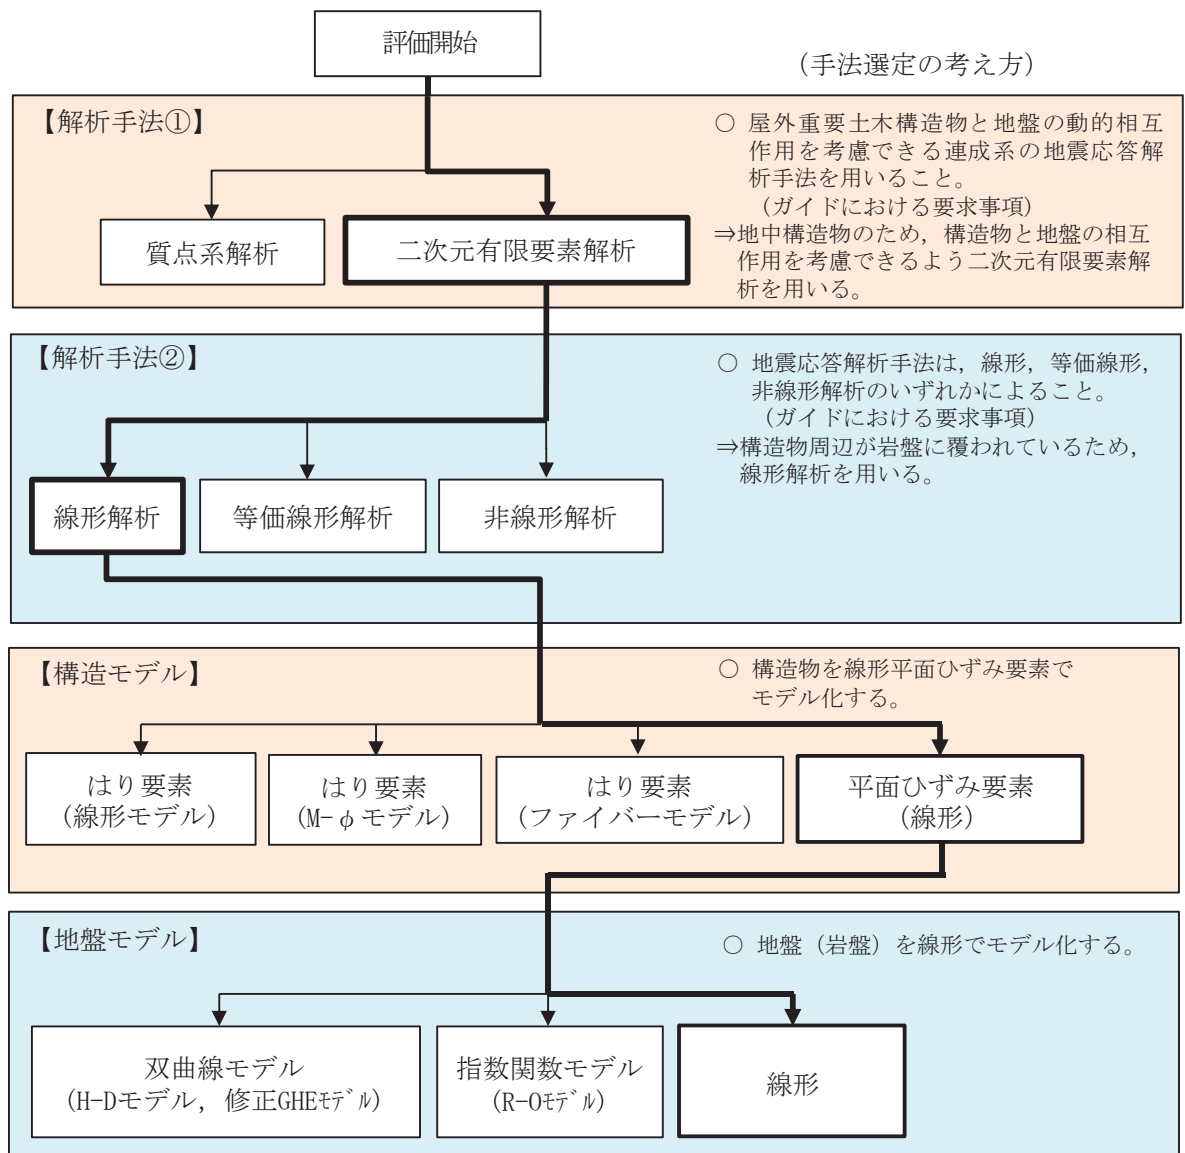 評価開始
(手法選定の考え方)
【解析手法①】
○ 屋外重要土木構造物と地盤の動的相互
作用を考慮できる連成系の地震応答解
析手法を用いること。
(ガイドにおける要求事項)
⇒地中構造物のため，構造物と地盤の相互
作用を考慮できるよう二次元有限要素解
析を用いる。
質点系解析
二次元有限要素解析
【解析手法②】
○ 地震応答解析手法は，線形，等価線形，
非線形解析のいずれかによること。
(ガイドにおける要求事項)
⇒構造物周辺が岩盤に覆われているため，
線形解析を用いる。
線形解析
等価線形解析
非線形解析
【構造モデル】
○ 構造物を線形平面ひずみ要素で
モデル化する。
はり要素
(線形モデル)
はり要素
(M-φモデル)
はり要素
(ファイバーモデル)
平面ひずみ要素
(線形)
【地盤モデル】
○ 地盤（岩盤）を線形でモデル化する。
双曲線モデル
(H-Dモデル，修正GHEﾓﾃﾞﾙ)
指数関数モデル
(R-Oﾓﾃﾞﾙ)
線形